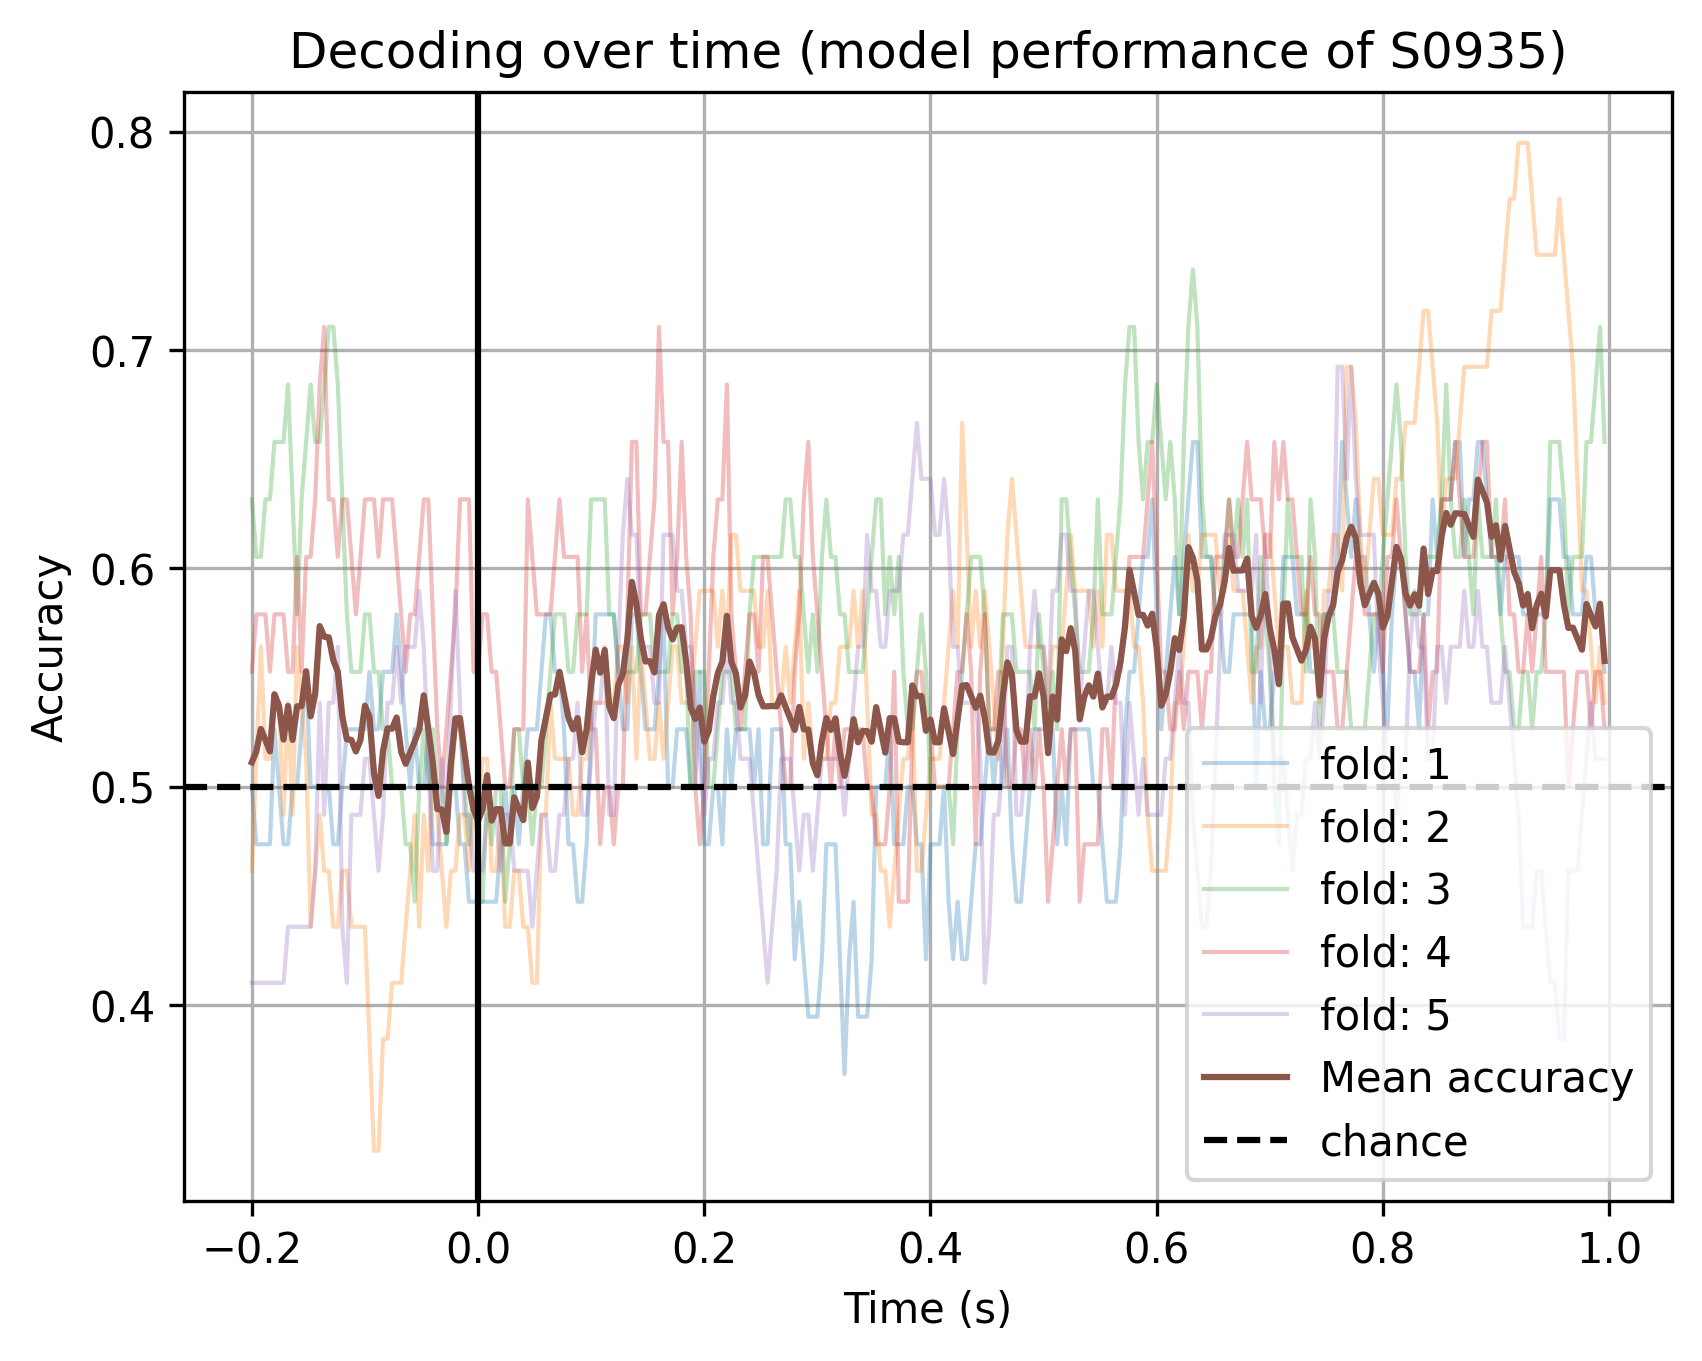 Decoding over time (model performance of S0935)
Accuracy
0.8
0.7
0.6
0.5
0.4
−0.2
0.0
0.2
0.4
0.6
0.8
1.0
Time (s)
fold: 1
fold: 2
fold: 3
fold: 4
fold: 5
Mean accuracy
chance